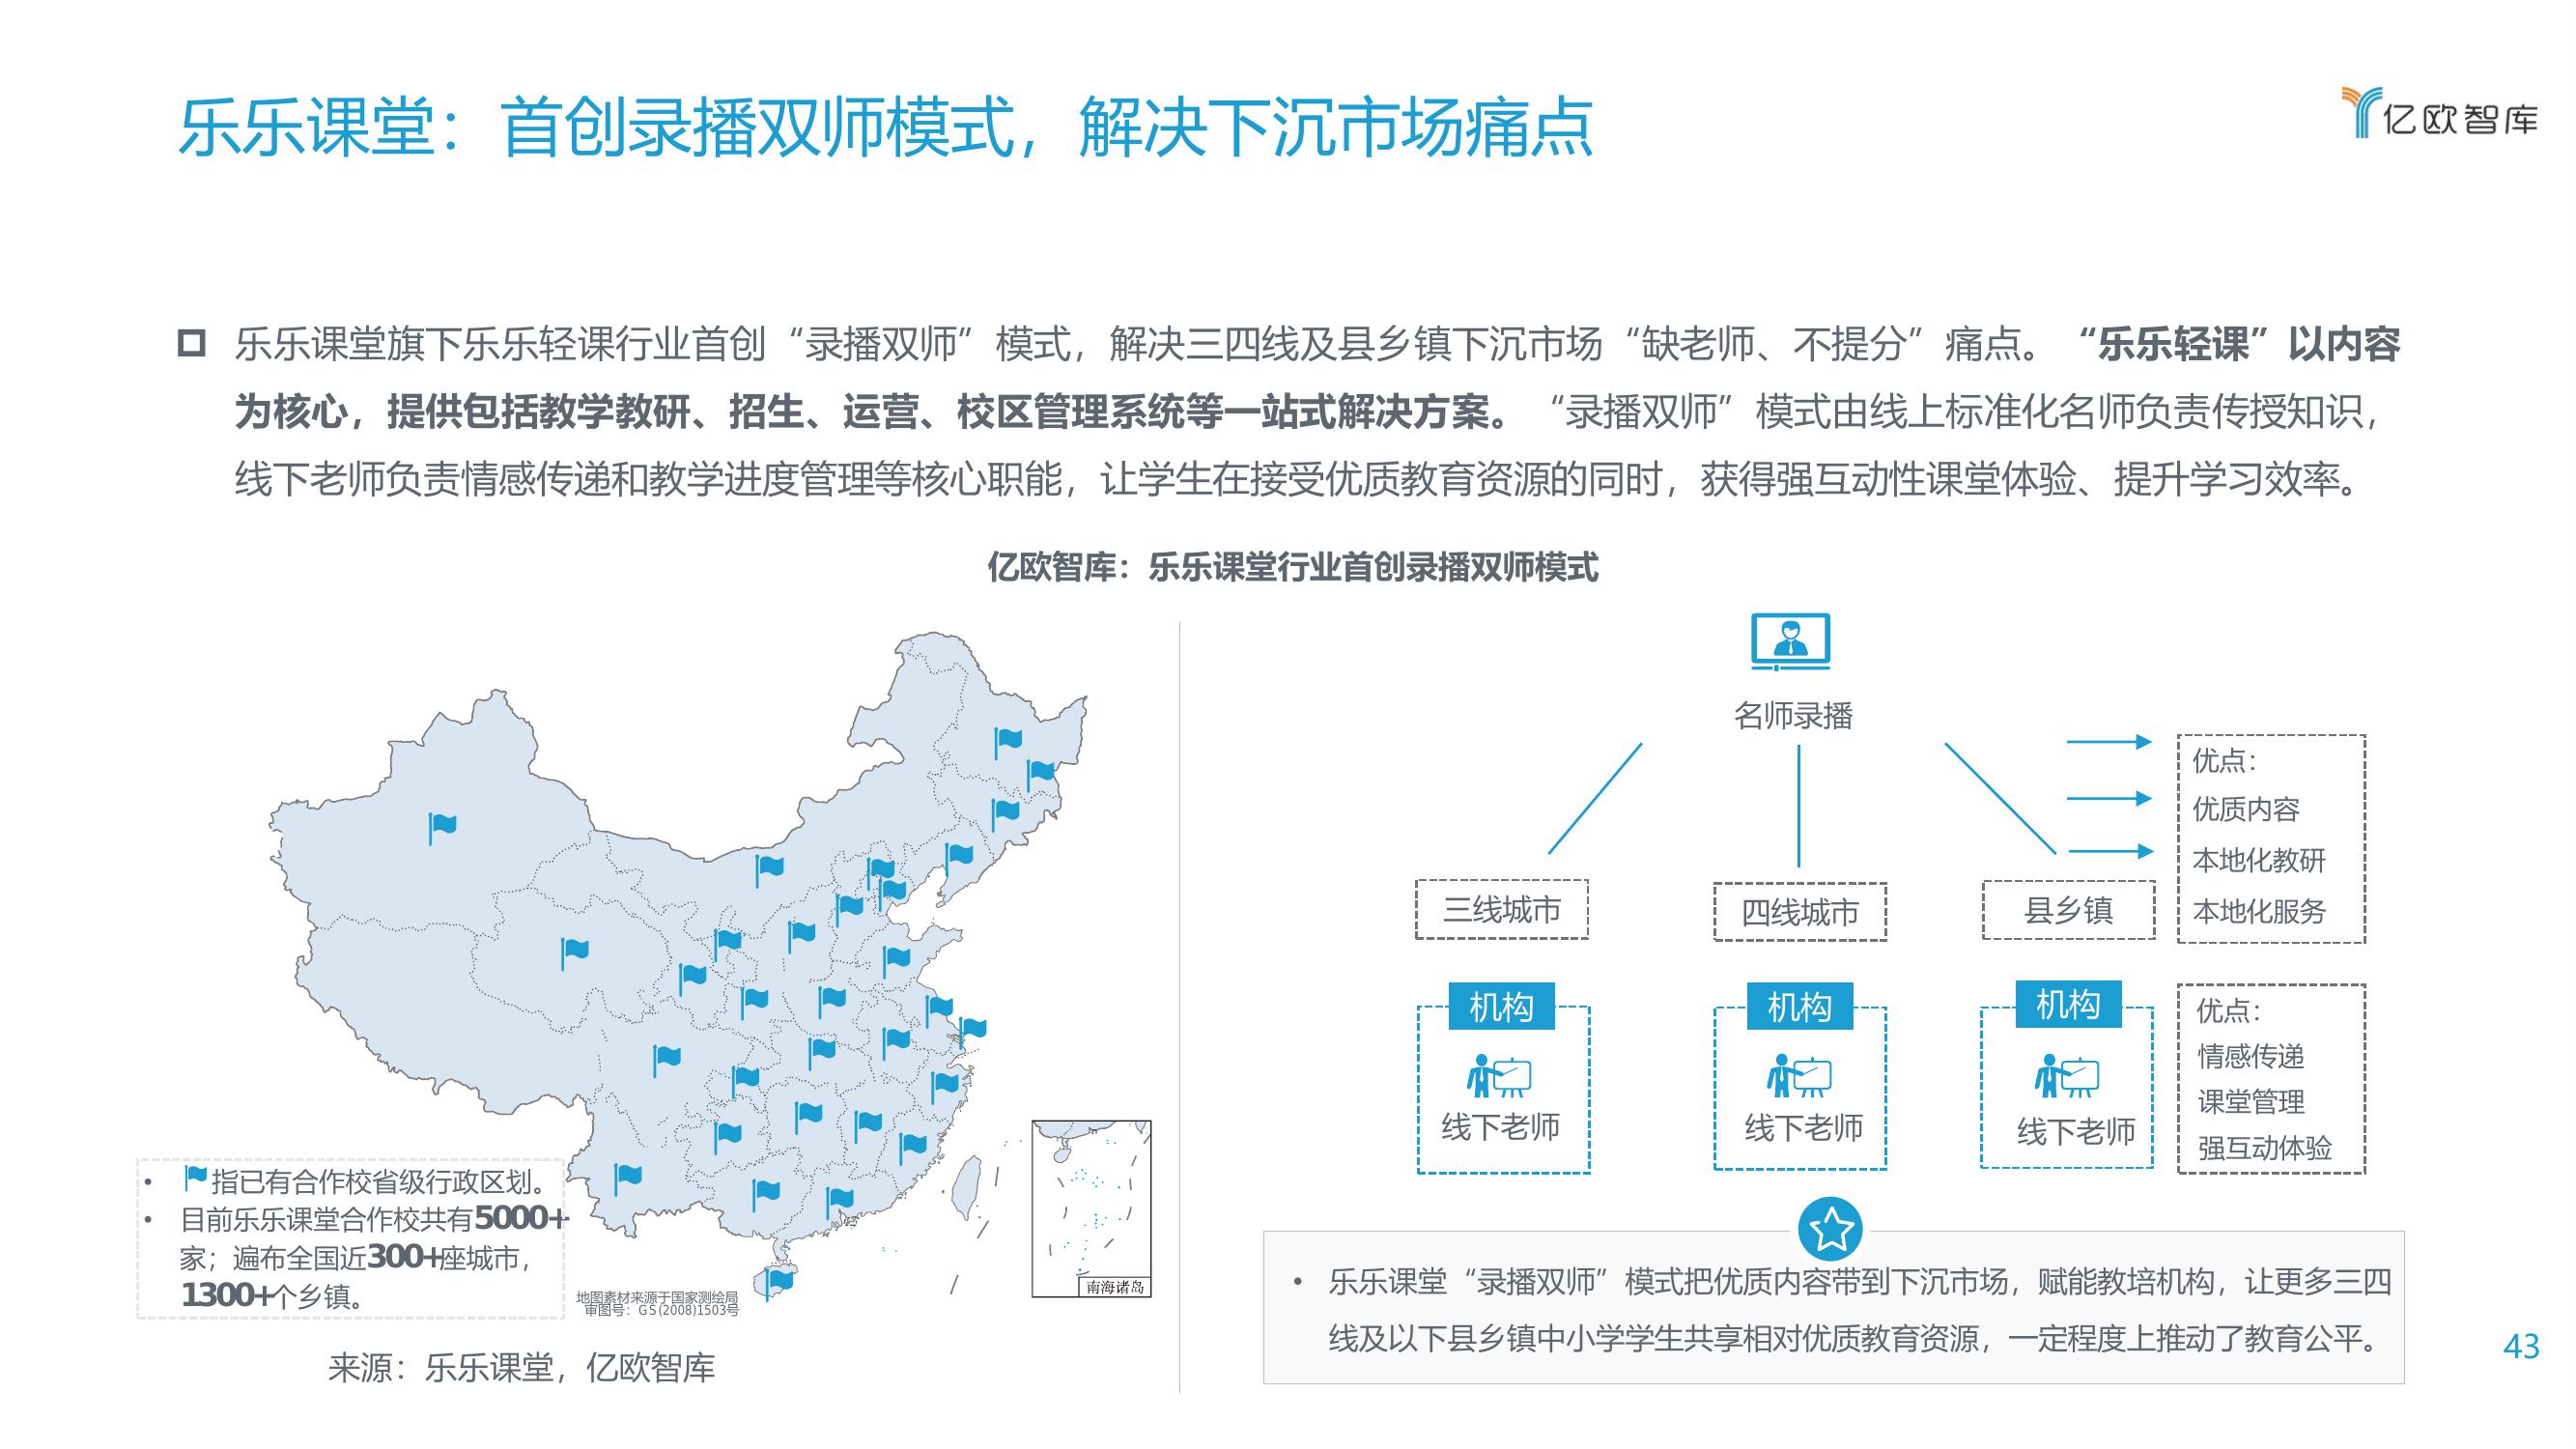 乐乐课堂：首创录播双师模式，解决下沉市场痛点
亿欧智库
乐乐课堂旗下乐乐轻课行业首创“录播双师”模式，解决三四线及县乡镇下沉市场“缺老师、不提分”痛点。“乐乐轻课”以内容
为核心，提供包括教学教研、招生、运营、校区管理系统等一站式解决方案。“录播双师”模式由线上标准化名师负责传授知识，
线下老师负责情感传递和教学进度管理等核心职能，让学生在接受优质教育资源的同时，获得强互动性课堂体验、提升学习效率。
亿欧智库：乐乐课堂行业首创录播双师模式
• 指已有合作校省级行政区划。
• 目前乐乐课堂合作校共有5000+
家；遍布全国近300+座城市，
1300+个乡镇。
地图素材来源于国家测绘局
审图号：GS(2008)1503号
南海诸岛
来源：乐乐课堂，亿欧智库
名师录播
三线城市
四线城市
县乡镇
优点：
优质内容
本地化教研
本地化服务
机构
线下老师
机构
线下老师
机构
线下老师
优点：
情感传递
课堂管理
强互动体验
• 乐乐课堂“录播双师”模式把优质内容带到下沉市场，赋能教培机构，让更多三四
线及以下县乡镇中小学学生共享相对优质教育资源，一定程度上推动了教育公平。
43